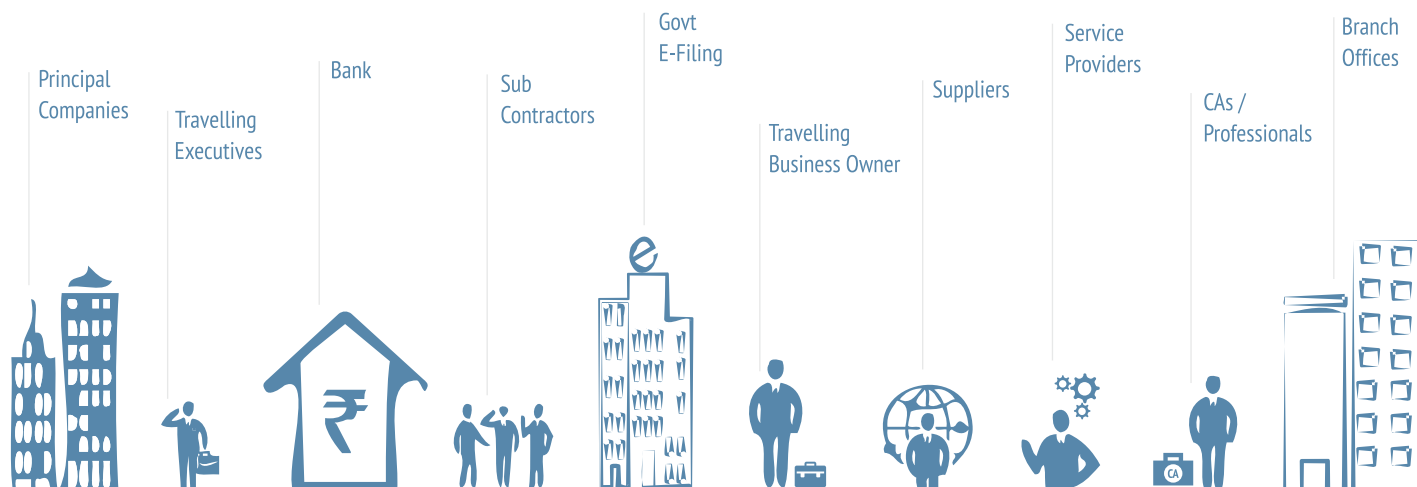 Principal
Companies
Travelling
Executives
Bank
₹
Sub
Contractors
Govt
E-Filing
e
Travelling
Business Owner
Suppliers
Service
Providers
CAs /
Professionals
CA
Branch
Offices